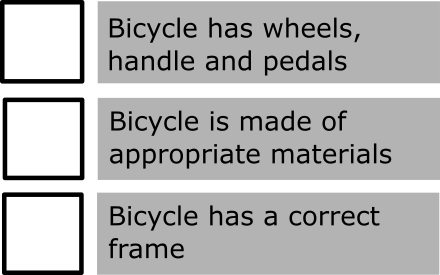 Bicycle has wheels,
handle and pedals
Bicycle is made of
appropriate materials
Bicycle has a correct
frame